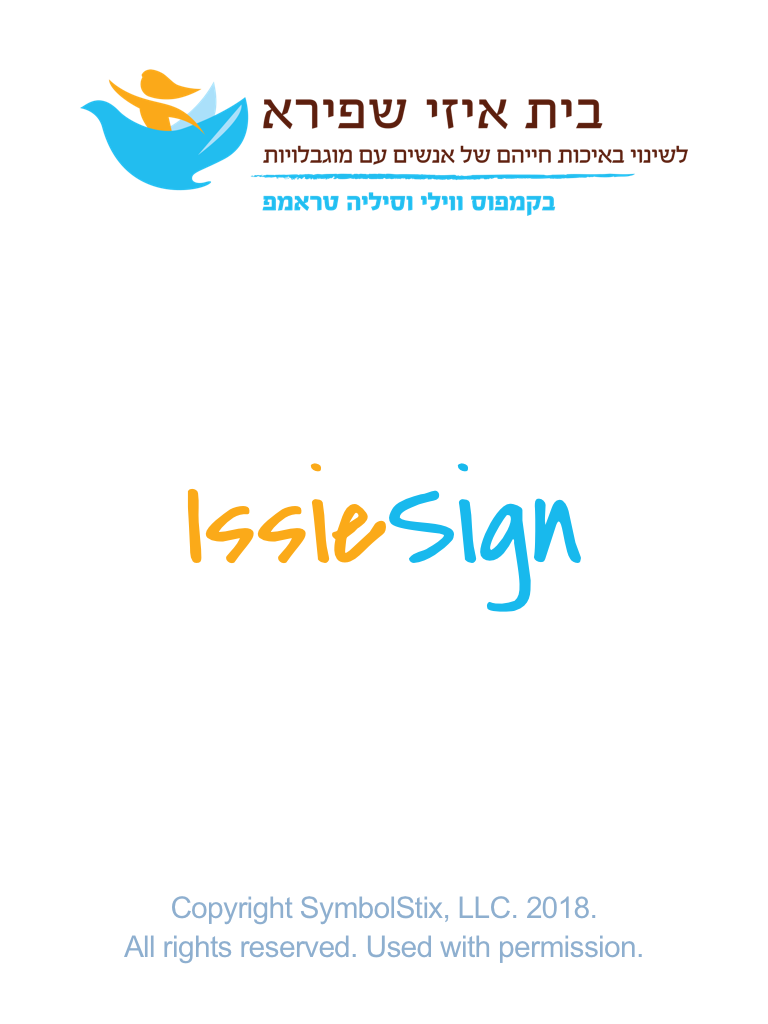 בית איזי שפירא
לשינוי באיכות חייהם של אנשים עם מוגבלויות
בקמפוס ווילי וסיליה טראמפ
IssieSign
Copyright SymbolStix, LLC. 2018.
All rights reserved. Used with permission.